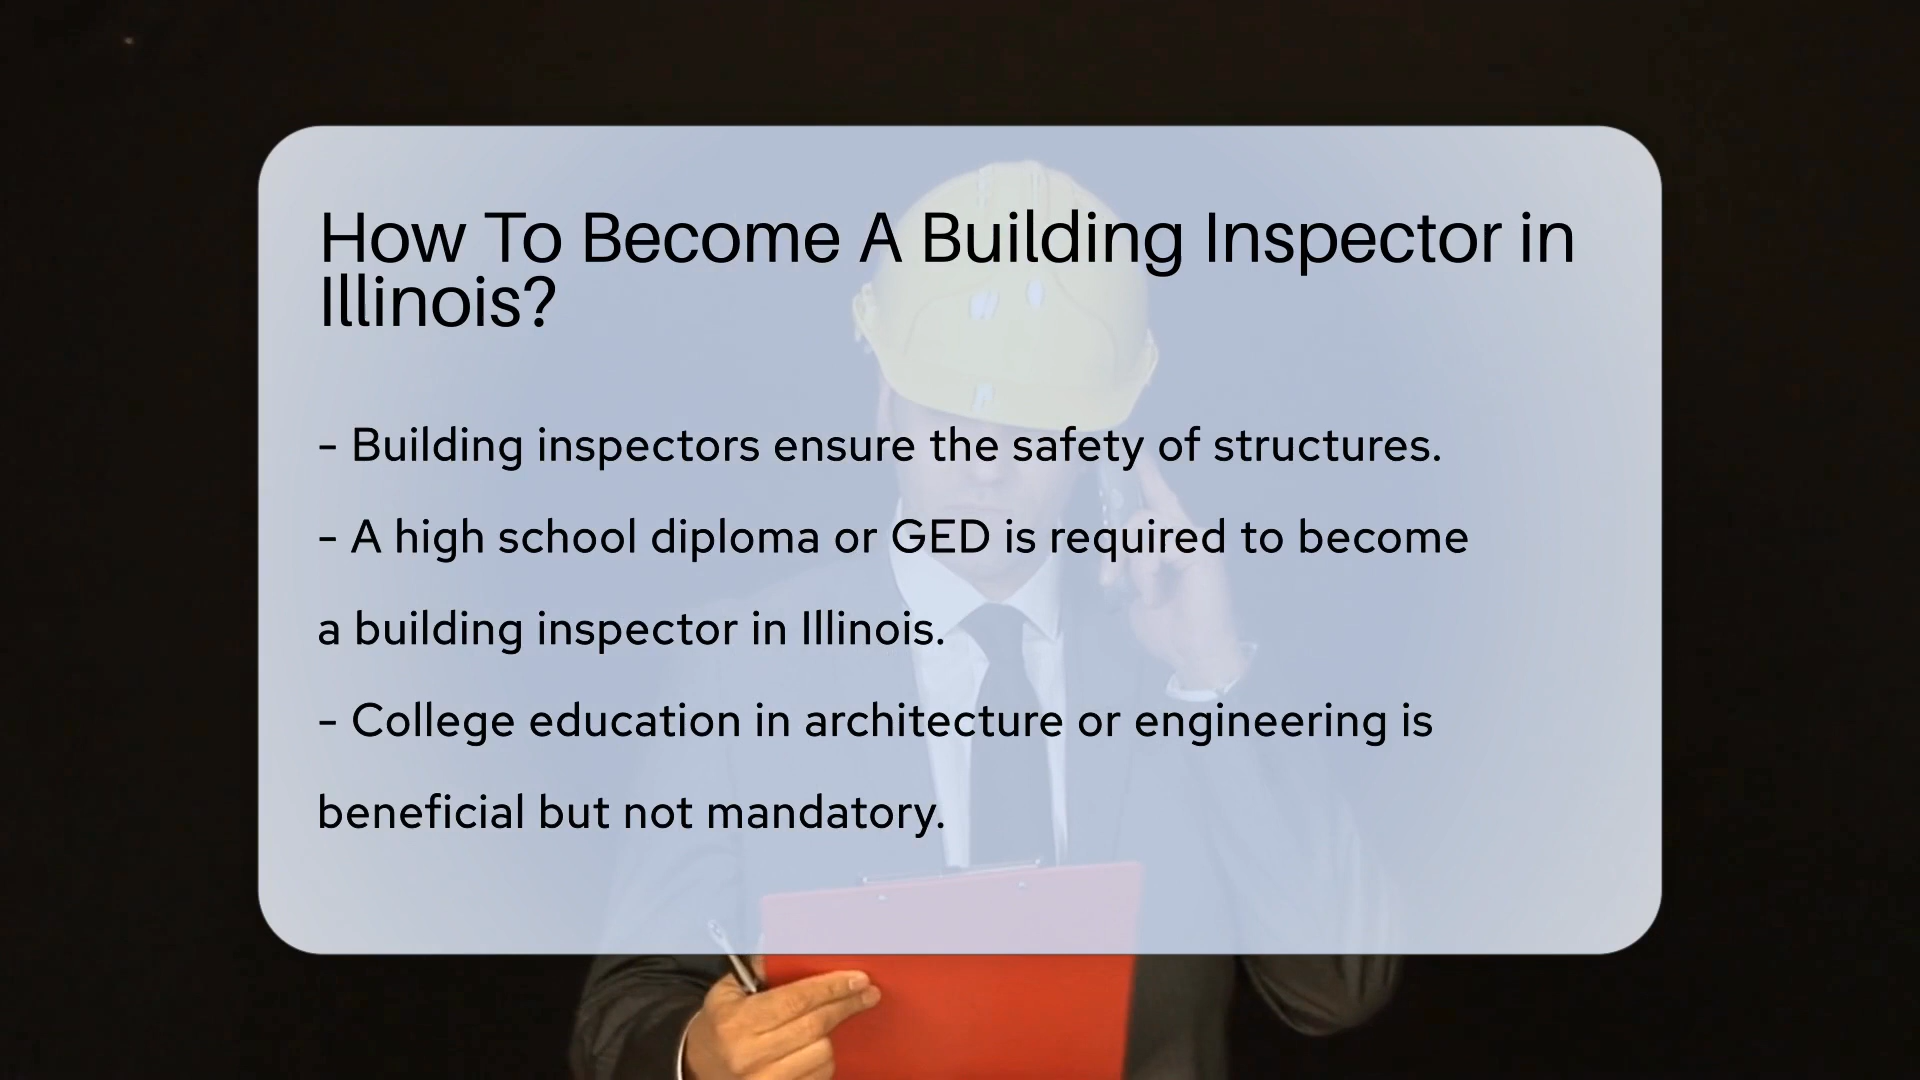 How To Become A Building Inspector in
Illinois?
- Building inspectors ensure the safety of structures.
- A high school diploma or GED is required to become
a building inspector in Illinois.
- College education in architecture or engineering is
beneficial but not mandatory.